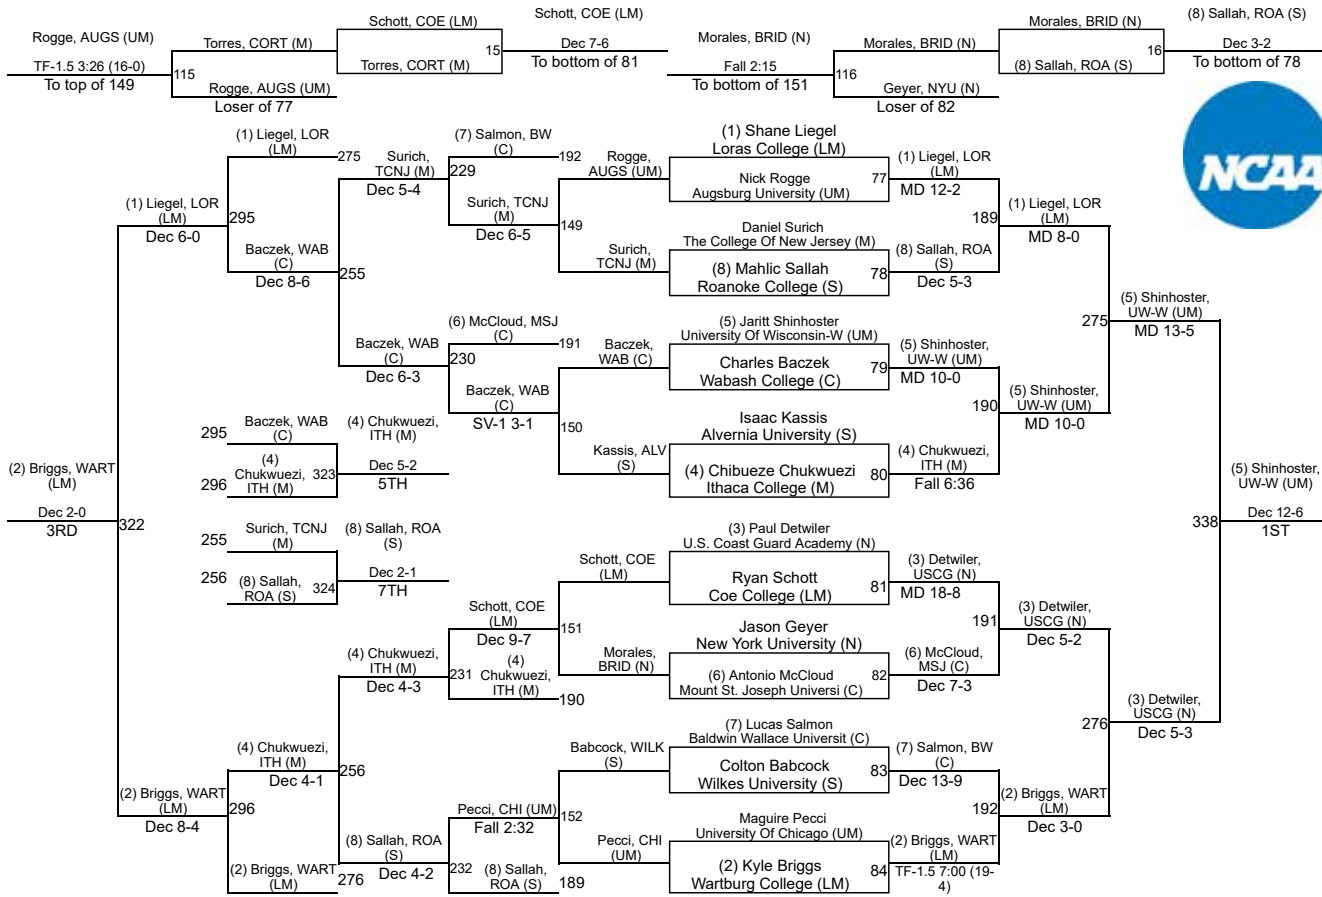 Rogge, AUGS (UM)
TF-1.5 3:26 (16-0)
To top of 149
115
Torres, CORT (M)
Rogge, AUGS (UM)
Loser of 77
Schott, COE (LM)
Torres, CORT (M)
15
Schott, COE (LM)
Dec 7-6
To bottom of 81
Morales, BRID (N)
Fall 2:15
To bottom of 151
116
Morales, BRID (N)
Geyer, NYU (N)
Loser of 82
Morales, BRID (N)
(8) Sallah, ROA (S)
16
(8) Sallah, ROA (S)
Dec 3-2
To bottom of 78
NCAA
(1) Shane Liegel
Loras College (LM)
Nick Rogge
Augsburg University (UM)
77
Daniel Surich
The College Of New Jersey (M)
(8) Mahlic Sallah
Roanoke College (S)
78
(5) Jaritt Shinhoster
University Of Wisconsin-W (UM)
Charles Baczek
Wabash College (C)
79
Isaac Kassis
Alvernia University (S)
(4) Chibueze Chukwuezi
Ithaca College (M)
80
(3) Paul Detwiler
U.S. Coast Guard Academy (N)
Ryan Schott
Coe College (LM)
81
Jason Geyer
New York University (N)
(6) Antonio McCloud
Mount St. Joseph Universi (C)
82
(7) Lucas Salmon
Baldwin Wallace Universit (C)
Colton Babcock
Wilkes University (S)
83
Maguire Pecci
University Of Chicago (UM)
(2) Kyle Briggs
Wartburg College (LM)
84
(1) Liegel, LOR
(LM)
MD 12-2
189
(8) Sallah, ROA
(S)
Dec 5-3
(5) Shinhoster,
UW-W (UM)
MD 10-0
190
(4) Chukwuezi,
ITH (M)
Fall 6:36
(3) Detwiler,
USCG (N)
MD 18-8
191
(6) McCloud,
MSJ (C)
Dec 7-3
(7) Salmon, BW
(C)
Dec 13-9
192
(2) Briggs, WART
(LM)
TF-1.5 7:00 (19-
4)
(1) Liegel, LOR
(LM)
MD 8-0
275
(5) Shinhoster,
UW-W (UM)
MD 10-0
(3) Detwiler,
USCG (N)
Dec 5-2
276
(2) Briggs, WART
(LM)
Dec 3-0
(5) Shinhoster,
UW-W (UM)
MD 13-5
338
(3) Detwiler,
USCG (N)
Dec 5-3
(5) Shinhoster,
UW-W (UM)
Dec 12-6
1ST
Rogge,
AUGS (UM)
149
Surich,
TCNJ (M)
Baczek,
WAB (C)
150
Kassis, ALV
(S)
Schott, COE
(LM)
151
Morales,
BRID (N)
Babcock, WILK
(S)
152
Pecci, CHI
(UM)
(7) Salmon, BW
(C)
192
229
Surich, TCNJ
(M)
Dec 6-5
(6) McCloud, MSJ
(C)
191
230
Baczek, WAB
(C)
SV-1 3-1
Schott, COE
(LM)
Dec 9-7
231
(4)
Chukwuezi,
ITH (M)
190
Pecci, CHI (UM)
Fall 2:32
232
(8) Sallah,
ROA (S)
189
Surich,
TCNJ (M)
Dec 5-4
255
Baczek, WAB
(C)
Dec 6-3
(4) Chukwuezi,
ITH (M)
Dec 4-3
256
(8) Sallah, ROA
(S)
Dec 4-2
(1) Liegel, LOR
(LM)
275
295
Baczek, WAB
(C)
Dec 8-6
(4) Chukwuezi,
ITH (M)
Dec 4-1
296
(2) Briggs, WART
(LM)
276
(1) Liegel, LOR
(LM)
Dec 6-0
322
(2) Briggs, WART
(LM)
Dec 8-4
(2) Briggs, WART
(LM)
Dec 2-0
3RD
295
Baczek, WAB
(C)
296
(4)
Chukwuezi,
ITH (M)
323
(4) Chukwuezi,
ITH (M)
Dec 5-2
5TH
255
Surich, TCNJ
(M)
256
(8) Sallah,
ROA (S)
324
(8) Sallah, ROA
(S)
Dec 2-1
7TH